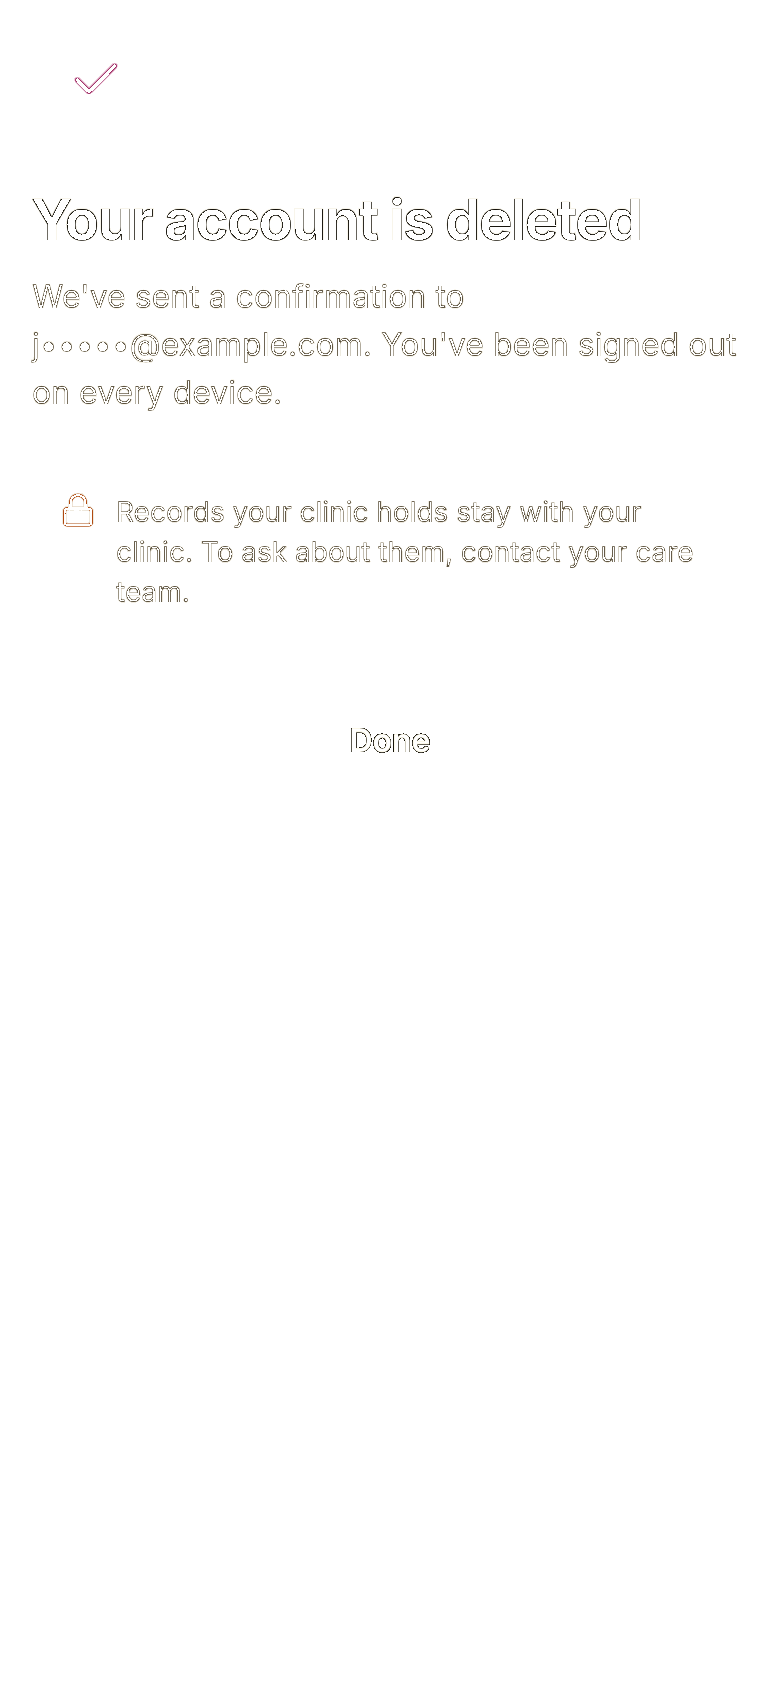 Your account is deleted
We've sent a confirmation to
j•••••@example.com. You've been signed out
on every device.
Records your clinic holds stay with your
clinic. To ask about them, contact your care
team.
Done